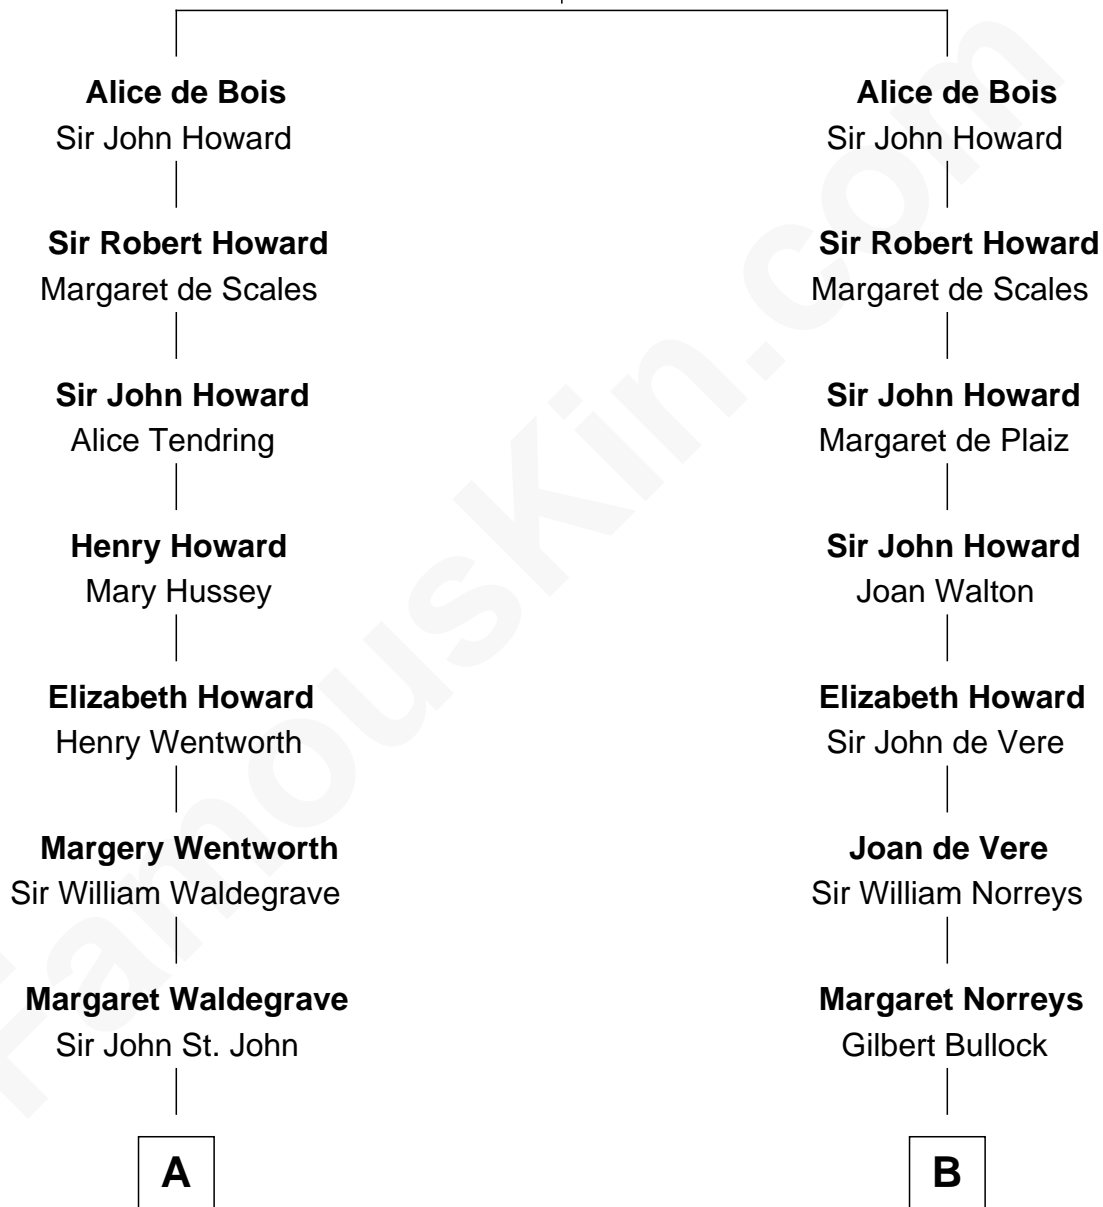 Alice de Bois
Sir John Howard
Sir Robert Howard
Margaret de Scales
Sir John Howard
Alice Tendring
Henry Howard
Mary Hussey
Elizabeth Howard
Henry Wentworth
Margery Wentworth
Sir William Waldegrave
Margaret Waldegrave
Sir John St. John
A
Alice de Bois
Sir John Howard
Sir Robert Howard
Margaret de Scales
Sir John Howard
Margaret de Plaiz
Sir John Howard
Joan Walton
Elizabeth Howard
Sir John de Vere
Joan de Vere
Sir William Norreys
Margaret Norreys
Gilbert Bullock
B
FamousKin.com